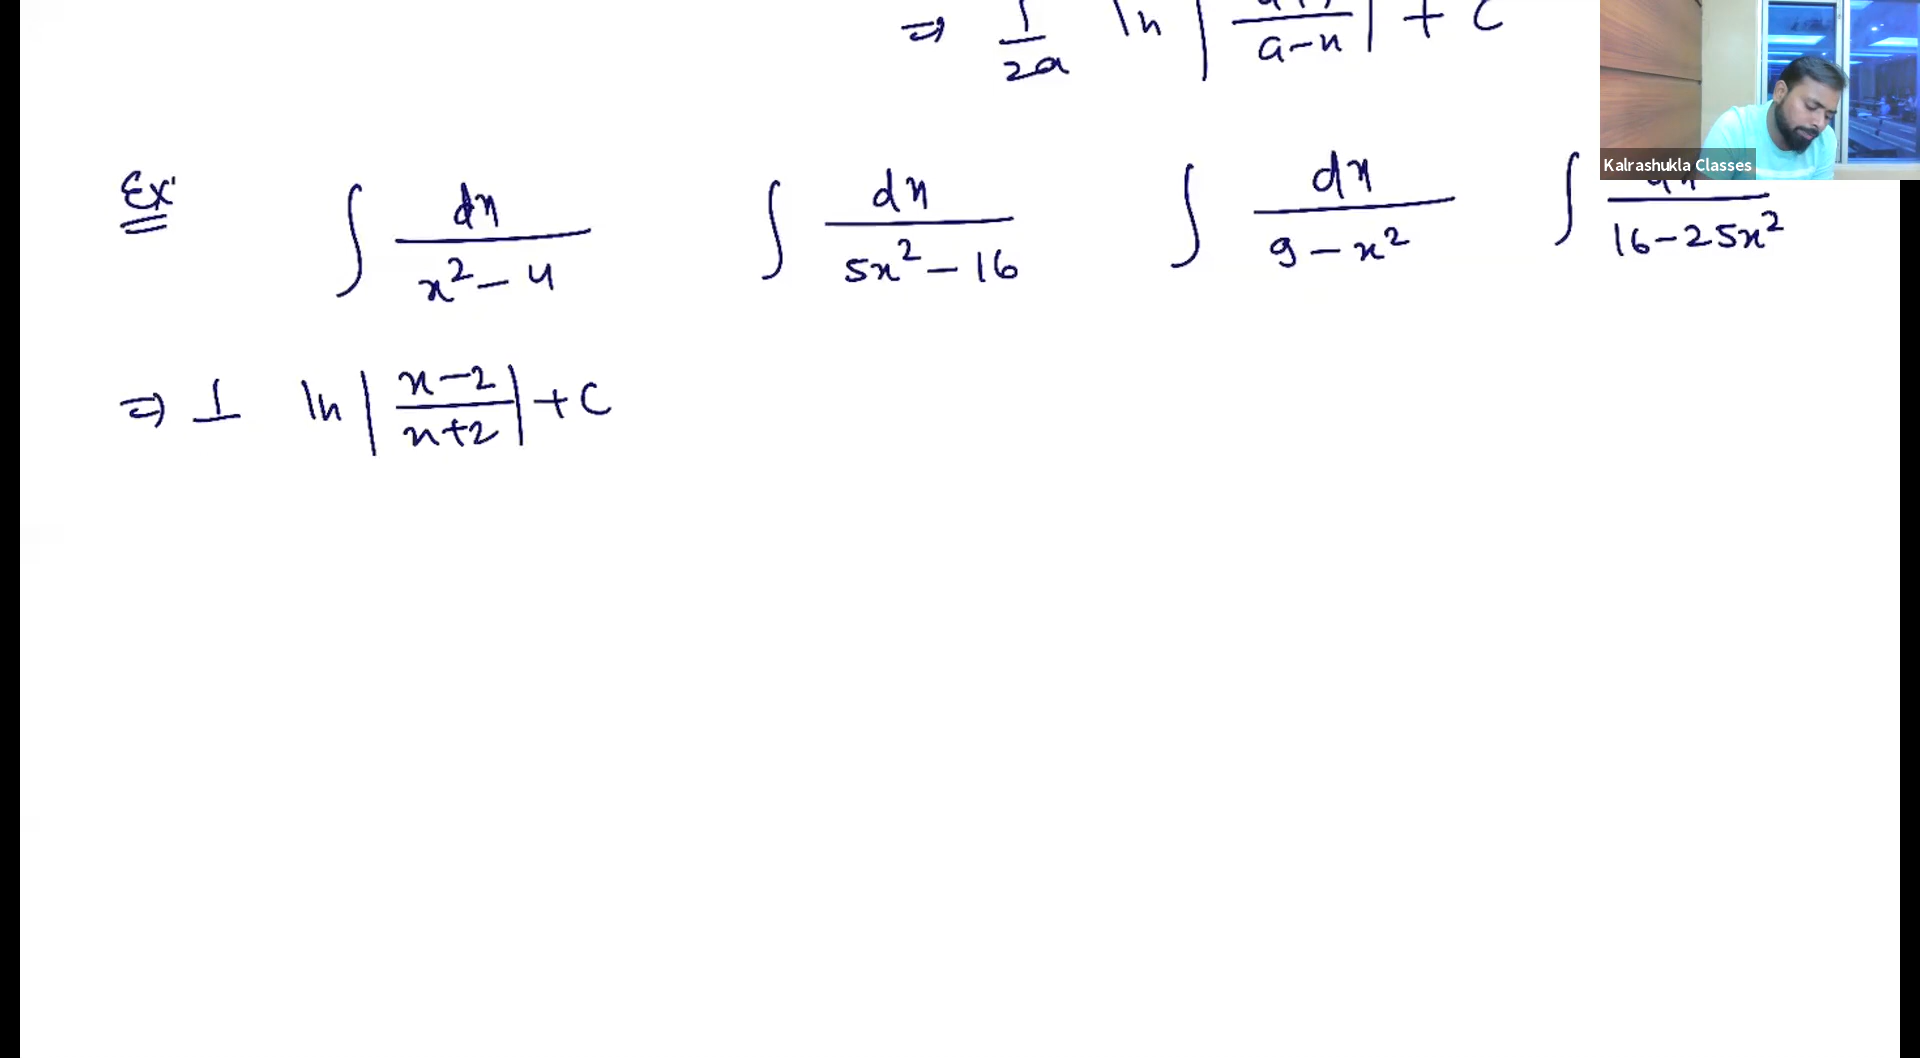 ⇒ 1/2a ln | /a-x | + C
Kalrashukla Classes
Ex:
∫ dx/x²-4 ∫ dx/5x²-16 ∫ dx/9-x² ∫ dx/16-25x²
⇒ 1 ln | x-2/x+2 | + C